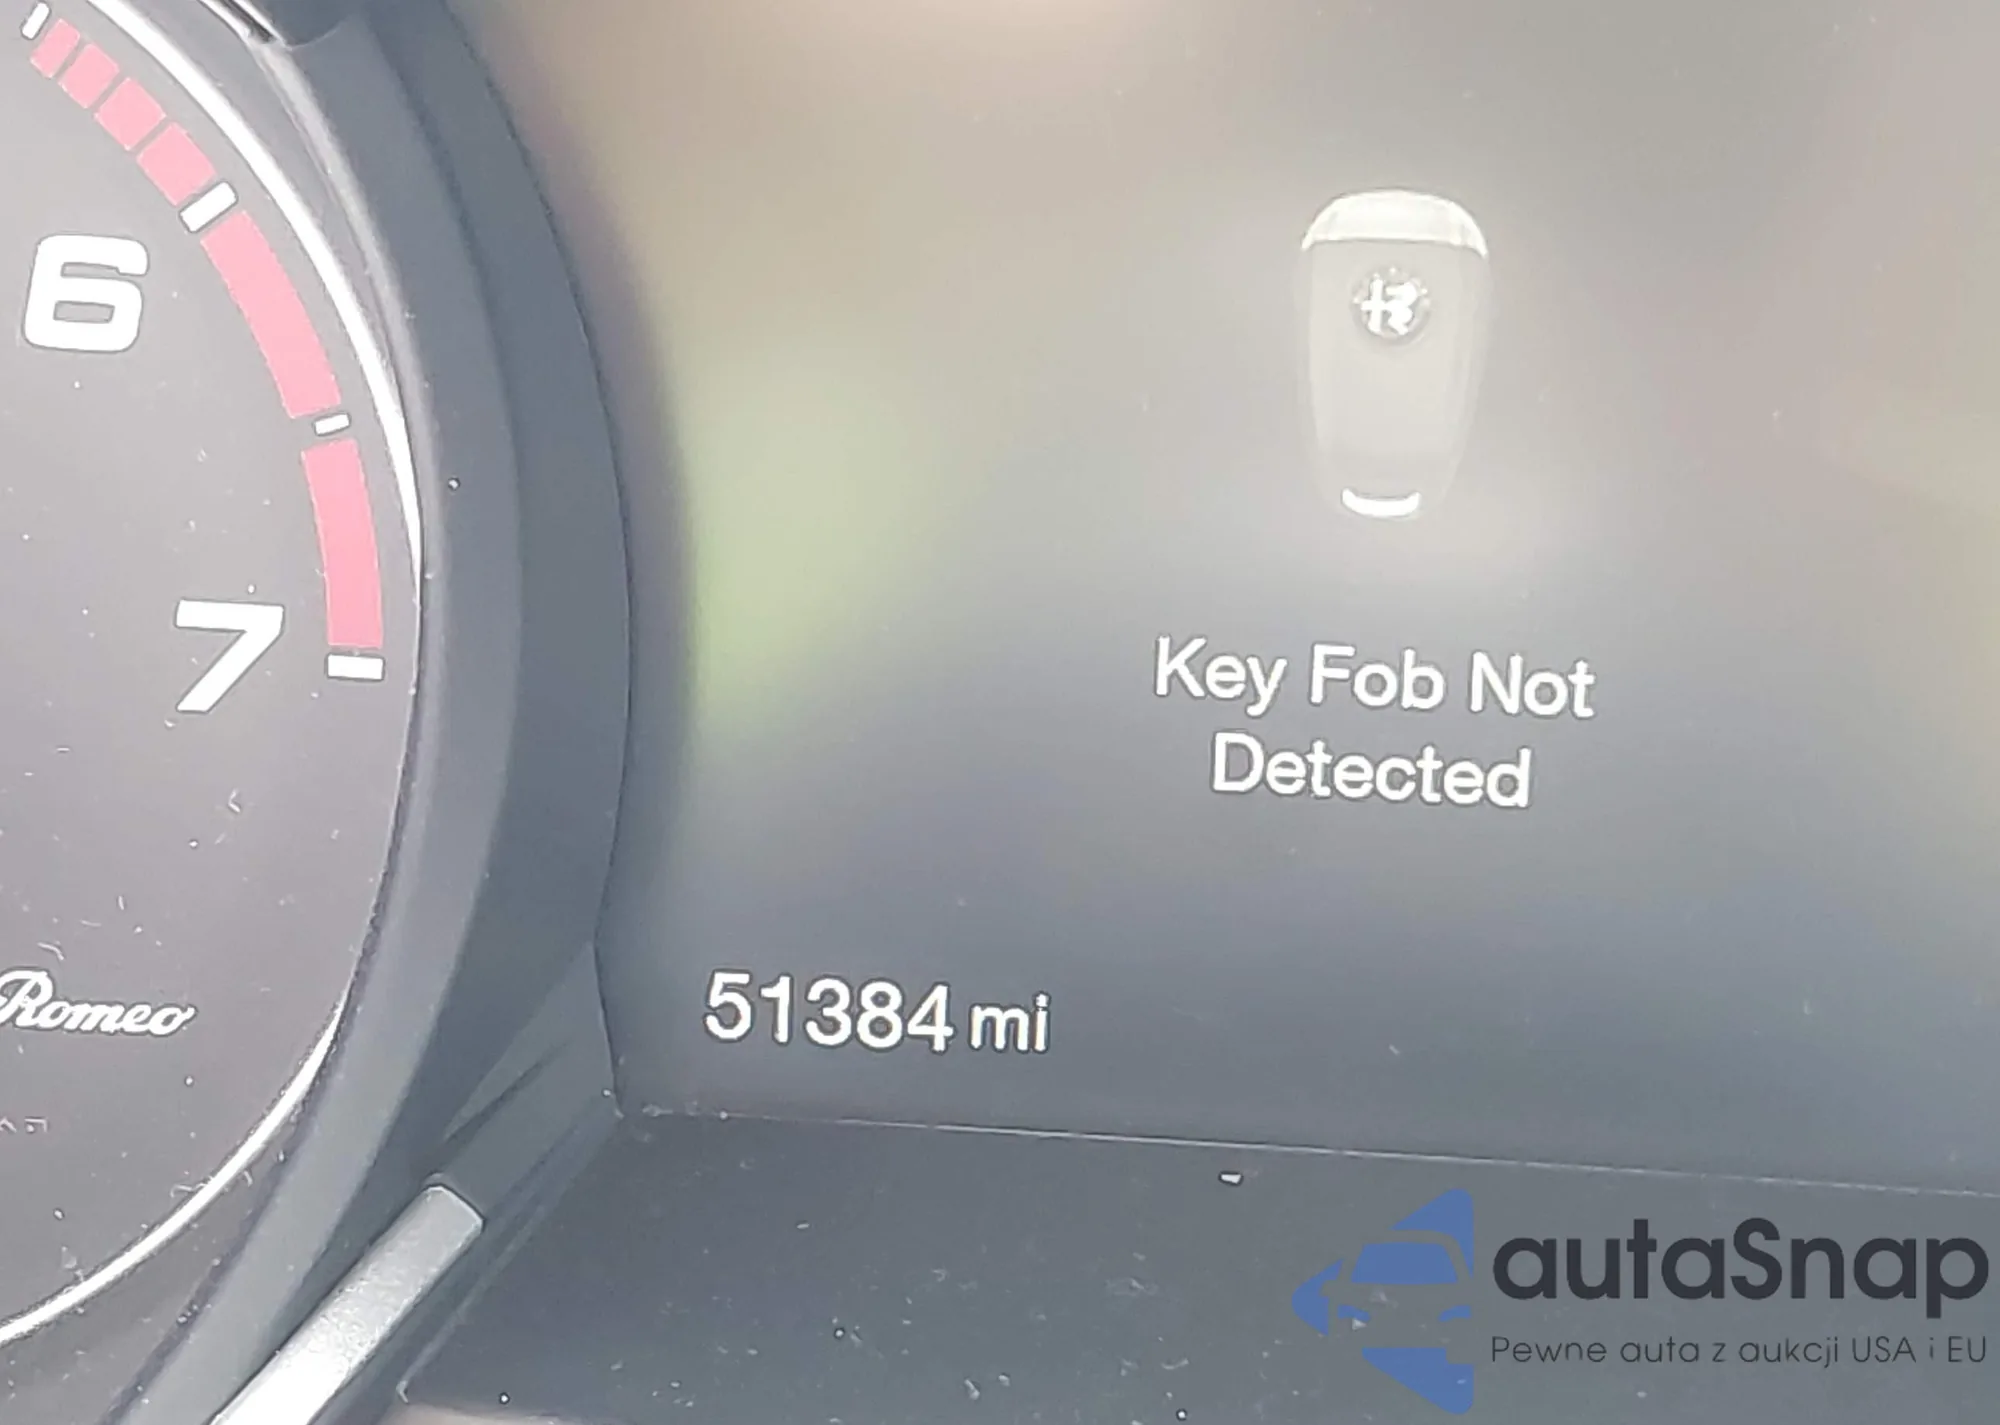 6
7
Romeo
Key Fob Not
Detected
51384 mi
autaSnap
Pewne auta z aukcji USA i EU